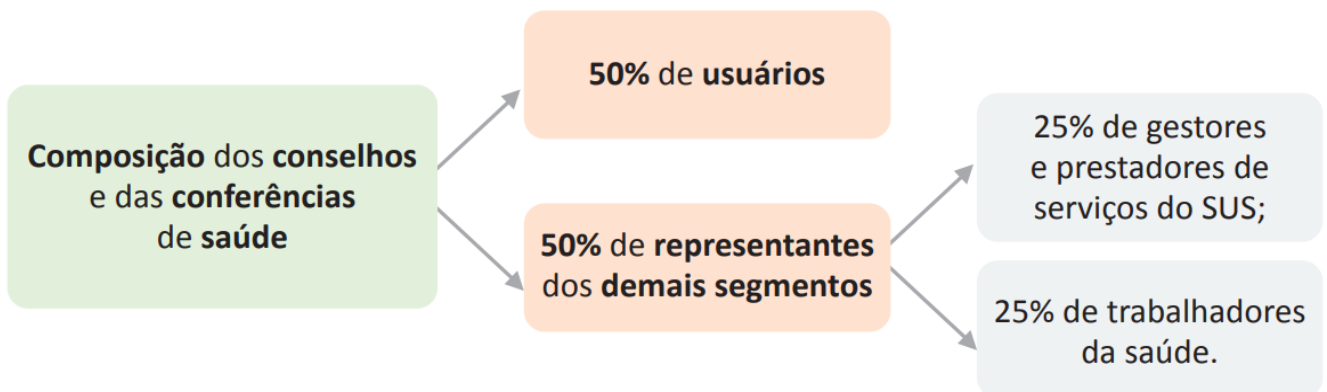 Composição dos conselhos
e das conferências
de saúde
50% de usuários
50% de representantes
dos demais segmentos
25% de gestores
e prestadores de
serviços do SUS;
25% de trabalhadores
da saúde.